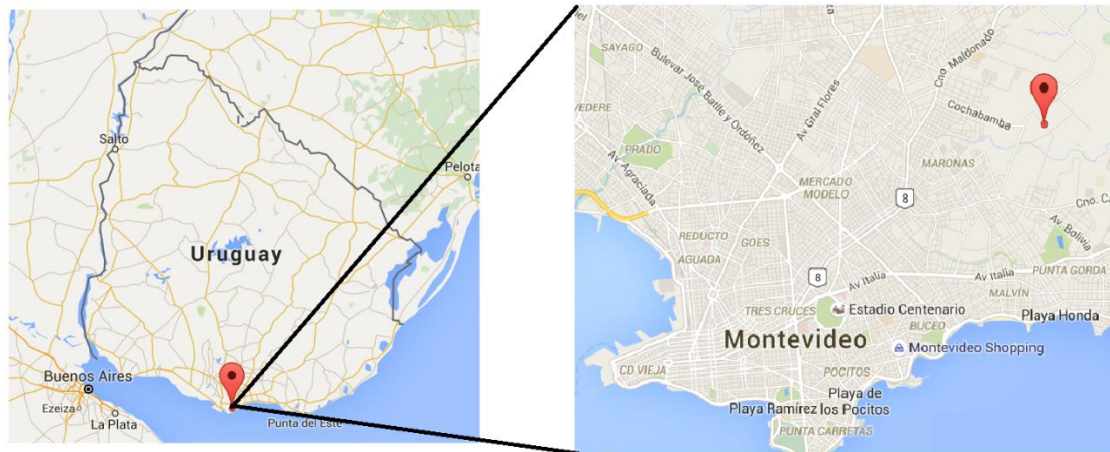 Salto
Pelota
Uruguay
Buenos Aires
Ezeiza
La Plata
Punta del Este
SAYAGO
Bulevar José Batlle y Ordóñez
Av Gral Flores
Cno. Maldonado
Cochabamba
VEDERE
PRADO
Av. Agraciada
MARONAS
MERCADO
MODELO
8
Cno. Ca
Av. Bolivia
REDUCTO
GOES
AGUADA
8
Av Italia
Av Italia
PUNTA GORDA
MALVÍN
TRES CRUCES
Estadio Centenario
Playa Honda
BUCEO
Montevideo
Montevideo Shopping
CD VIEJA
POCITOS
Playa de
los Pocitos
Playa Ramírez
PUNTA CARRETAS